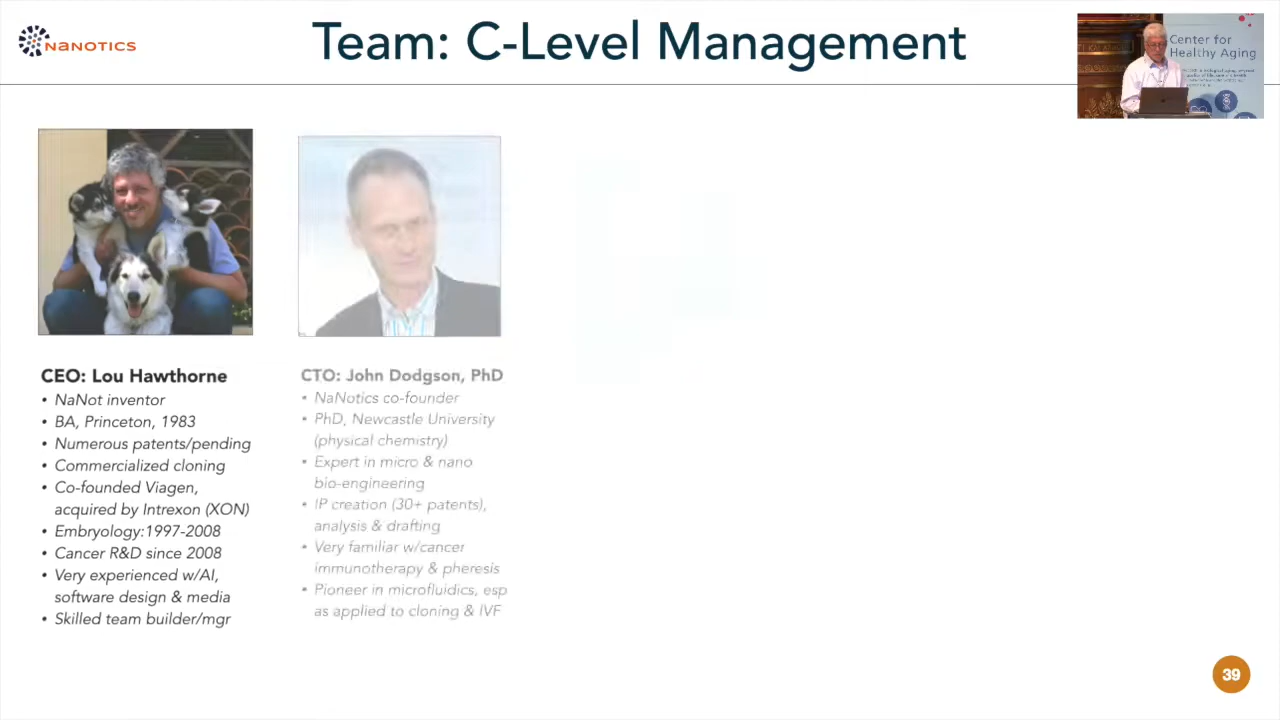 NANOTICS
Team: C-Level Management
Center for
Healthy Aging
CEO: Lou Hawthorne
• NaNot inventor
• BA, Princeton, 1983
• Numerous patents/pending
• Commercialized cloning
• Co-founded Viagen,
acquired by Intrexon (XON)
• Embryology:1997-2008
• Cancer R&D since 2008
• Very experienced w/AI,
software design & media
• Skilled team builder/mgr
CTO: John Dodgson, PhD
• NaNotics co-founder
• PhD, Newcastle University
(physical chemistry)
• Expert in micro & nano
bio-engineering
• IP creation (30+ patents),
analysis & drafting
• Very familiar w/cancer
immunotherapy & pheresis
• Pioneer in microfluidics, esp
as applied to cloning & IVF
39